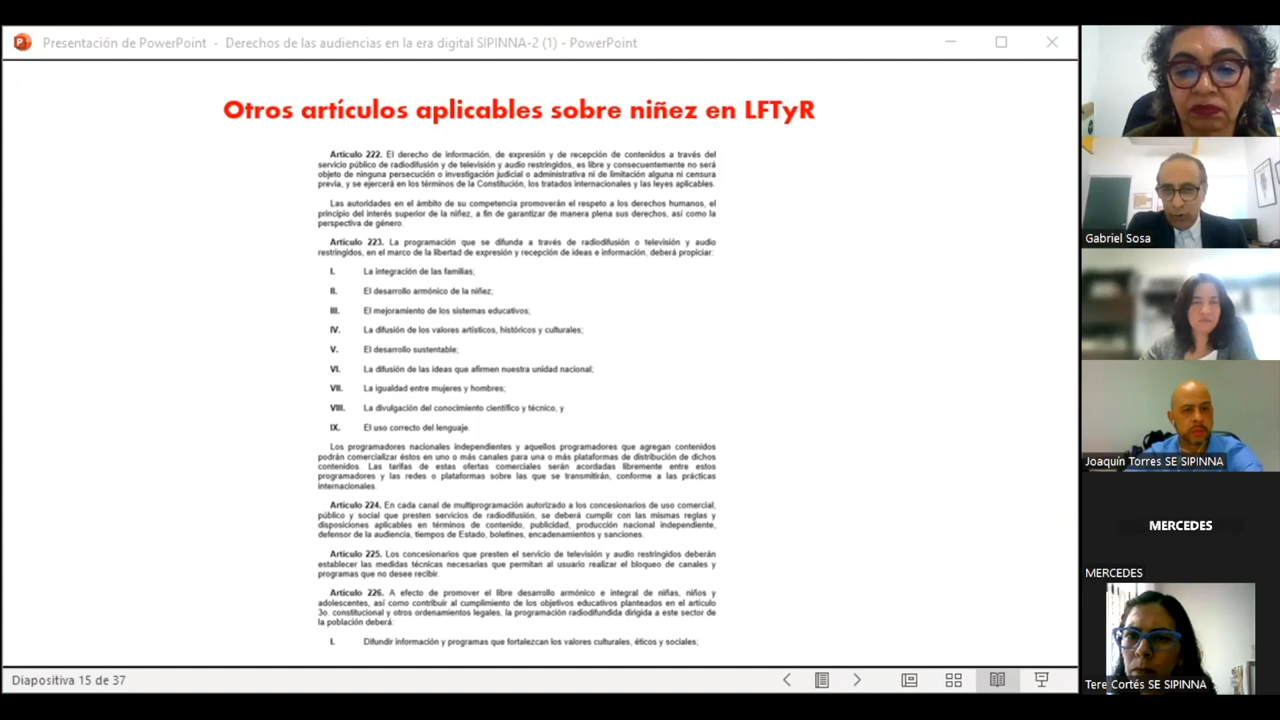 Presentación de PowerPoint - Derechos de las audiencias en la era digital SIPINNA-2 (1) - PowerPoint
Otros artículos aplicables sobre niñez en LFTyR
Artículo 222. El derecho de información, de expresión y de recepción de contenidos a través del
servicio público de radiodifusión y de televisión y audio restringidos, es libre y consecuentemente no será
objeto de ninguna persecución o investigación judicial o administrativa ni de limitación alguna ni censura
previa, y se ejercerá en los términos de la Constitución, los tratados internacionales y las leyes aplicables.
Las autoridades en el ámbito de su competencia promoverán el respeto a los derechos humanos, el
principio del interés superior de la niñez, a fin de garantizar de manera plena sus derechos, así como la
perspectiva de género.
Artículo 223. La programación que se difunda a través de radiodifusión o televisión y audio
restringidos, en el marco de la libertad de expresión y recepción de ideas e información, deberá propiciar:
I. La integración de las familias;
II. El desarrollo armónico de la niñez;
III. El mejoramiento de los sistemas educativos;
IV. La difusión de los valores artísticos, históricos y culturales;
V. El desarrollo sustentable;
VI. La difusión de las ideas que afirmen nuestra unidad nacional;
VII. La igualdad entre mujeres y hombres;
VIII. La divulgación del conocimiento científico y técnico, y
IX. El uso correcto del lenguaje.
Los programadores nacionales independientes y aquellos programadores que agregan contenidos
podrán comercializar éstos en uno o más canales para una o más plataformas de distribución de dichos
contenidos. Las tarifas de estas ofertas comerciales serán acordadas libremente entre estos
programadores y las redes o plataformas sobre las que se transmitirán, conforme a las prácticas
internacionales.
Artículo 224. En cada canal de multiprogramación autorizado a los concesionarios de uso comercial,
público y social que presten servicios de radiodifusión, se deberá cumplir con las mismas reglas y
disposiciones aplicables en términos de contenido, publicidad, producción nacional independiente,
defensor de la audiencia, tiempos de Estado, boletines, encadenamientos y sanciones.
Artículo 225. Los concesionarios que presten el servicio de televisión y audio restringidos deberán
establecer las medidas técnicas necesarias que permitan al usuario realizar el bloqueo de canales y
programas que no desee recibir.
Artículo 226. A efecto de promover el libre desarrollo armónico e integral de niñas, niños y
adolescentes, así como contribuir al cumplimiento de los objetivos educativos planteados en el artículo
3o. constitucional y otros ordenamientos legales, la programación radiodifundida dirigida a este sector de
la población deberá:
I. Difundir información y programas que fortalezcan los valores culturales, éticos y sociales;
Diapositiva 15 de 37
Gabriel Sosa
Joaquín Torres SE SIPINNA
MERCEDES
MERCEDES
Tere Cortés SE SIPINNA